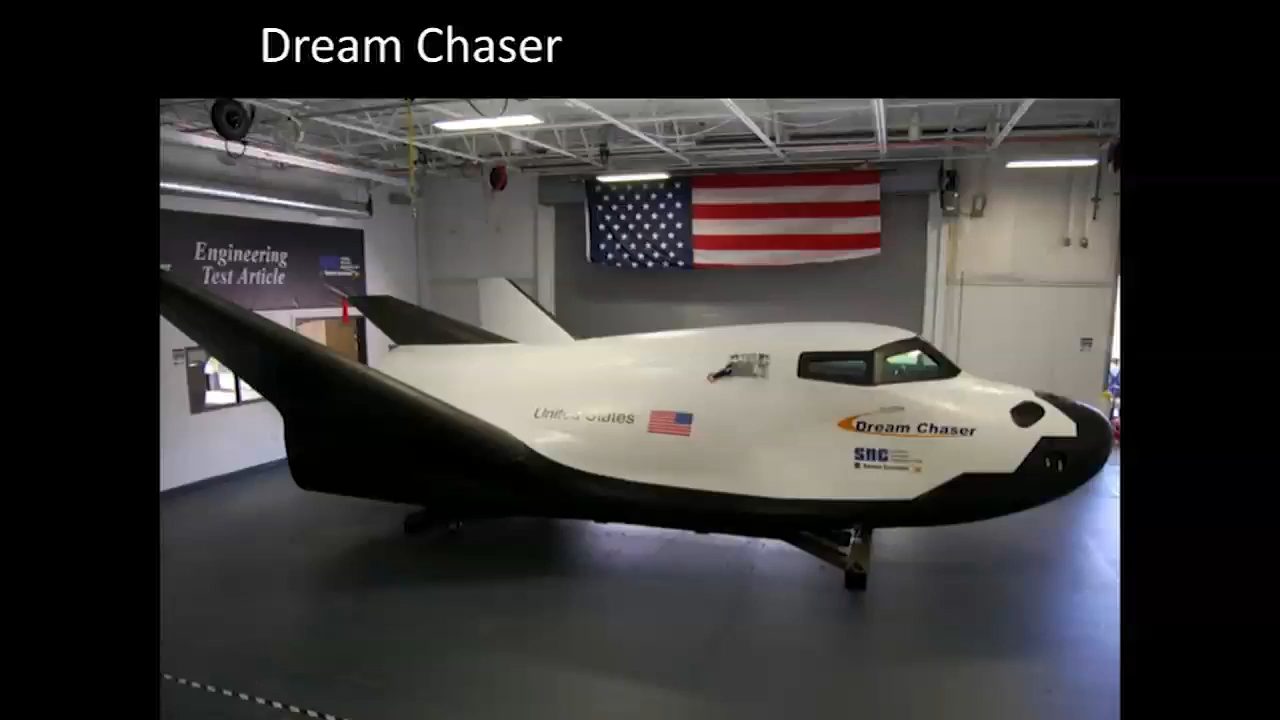 Dream Chaser
Engineering
Test Article
United States
Dream Chaser
SNC